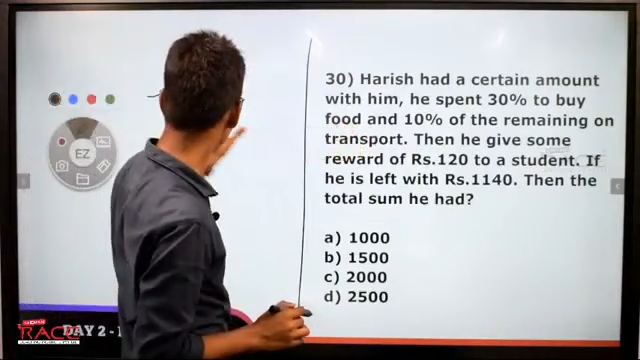 30) Harish had a certain amount
with him, he spent 30% to buy
food and 10% of the remaining on
transport. Then he give some
reward of Rs.120 to a student. If
he is left with Rs.1140. Then the
total sum he had?
a) 1000
b) 1500
c) 2000
d) 2500
EZ
RACE
DAY 2 -